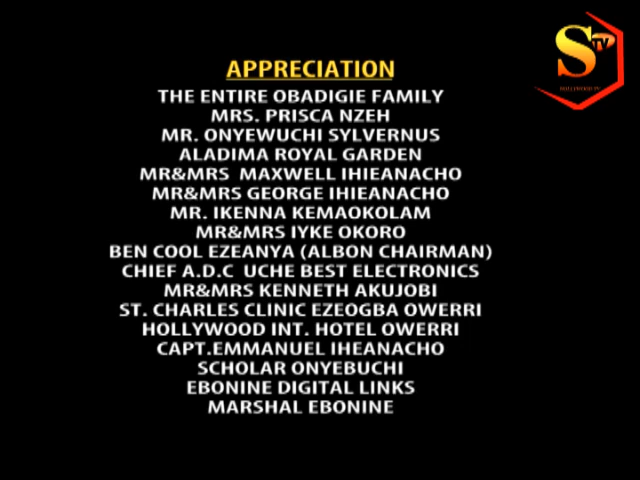 S TV
APPRECIATION
THE ENTIRE OBADIGIE FAMILY
MRS. PRISCA NZEH
MR. ONYEWUCHI SYLVERNUS
ALADIMA ROYAL GARDEN
MR&MRS MAXWELL IHIEANACHO
MR&MRS GEORGE IHIEANACHO
MR. IKENNA KEMAOKOLAM
MR&MRS IYKE OKORO
BEN COOL EZEANYA (ALBON CHAIRMAN)
CHIEF A.D.C UCHE BEST ELECTRONICS
MR&MRS KENNETH AKUJOBI
ST. CHARLES CLINIC EZEOGBA OWERRI
HOLLYWOOD INT. HOTEL OWERRI
CAPT.EMMANUEL IHEANACHO
SCHOLAR ONYEBUCHI
EBONINE DIGITAL LINKS
MARSHAL EBONINE